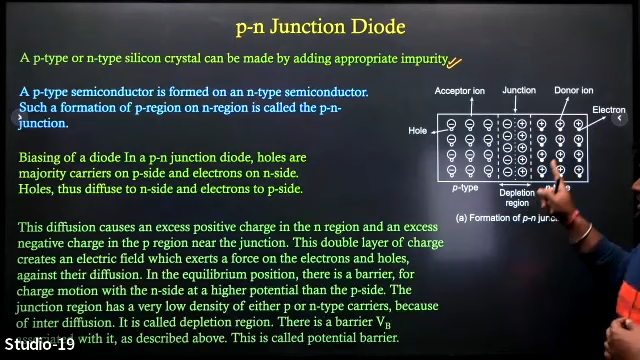 p-n Junction Diode
A p-type or n-type silicon crystal can be made by adding appropriate impurity
A p-type semiconductor is formed on an n-type semiconductor.
Such a formation of p-region on n-region is called the p-n-
junction.
Biasing of a diode In a p-n junction diode, holes are
majority carriers on p-side and electrons on n-side.
Holes, thus diffuse to n-side and electrons to p-side.
This diffusion causes an excess positive charge in the n region and an excess
negative charge in the p region near the junction. This double layer of charge
creates an electric field which exerts a force on the electrons and holes,
against their diffusion. In the equilibrium position, there is a barrier, for
charge motion with the n-side at a higher potential than the p-side. The
junction region has a very low density of either p or n-type carriers, because
of inter diffusion. It is called depletion region. There is a barrier VB
associated with it, as described above. This is called potential barrier.
Acceptor ion
Junction
Donor ion
Electron
Hole
p-type
Depletion
region
(a) Formation of p-n
Studio-19